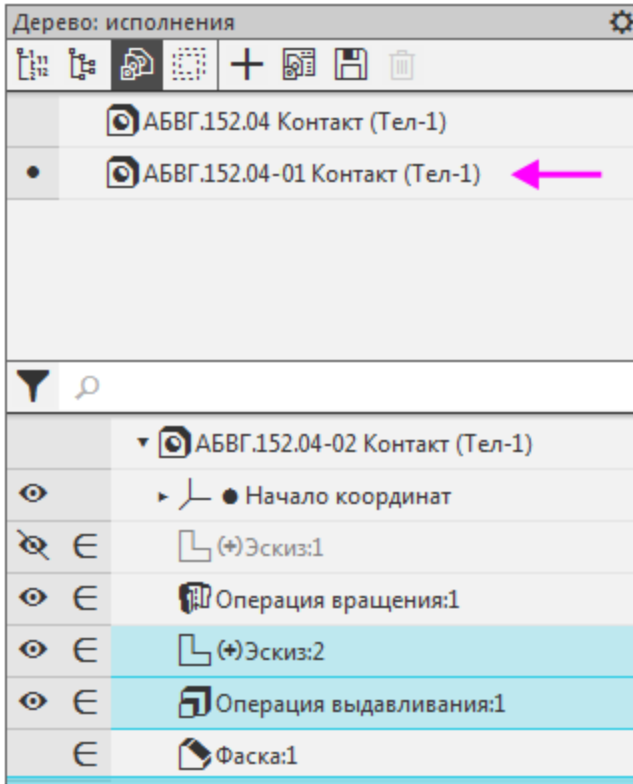 Дерево: исполнения
АБВГ.152.04 Контакт (Тел-1)
АБВГ.152.04-01 Контакт (Тел-1)
АБВГ.152.04-02 Контакт (Тел-1)
Начало координат
(+)Эскиз:1
Операция вращения:1
(+)Эскиз:2
Операция выдавливания:1
Фаска:1